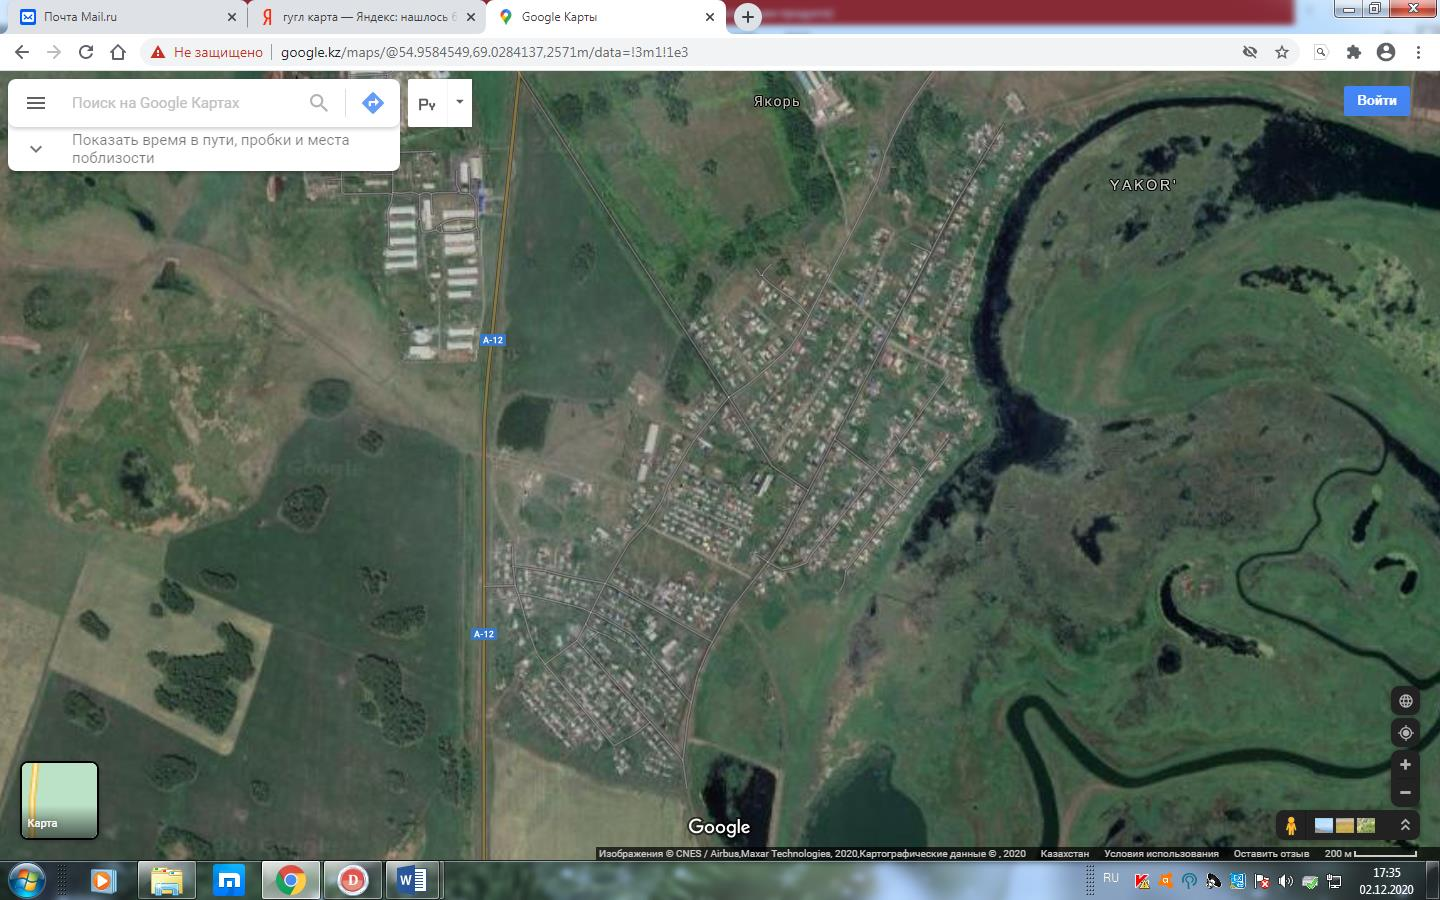 Почта Mail.ru
гугл карта — Яндекс: нашлось 6
Google Карты
Не защищено
google.kz/maps/@54.9584549,69.0284137,2571m/data=!3m1!1e3
Поиск на Google Картах
Войти
Показать время в пути, пробки и места
поблизости
Якорь
YAKOR'
А-12
А-12
Карта
Google
Изображения © CNES / Airbus,Maxar Technologies, 2020,Картографические данные © , 2020 Казахстан Условия использования Оставить отзыв 200 м
RU
17:35
02.12.2020